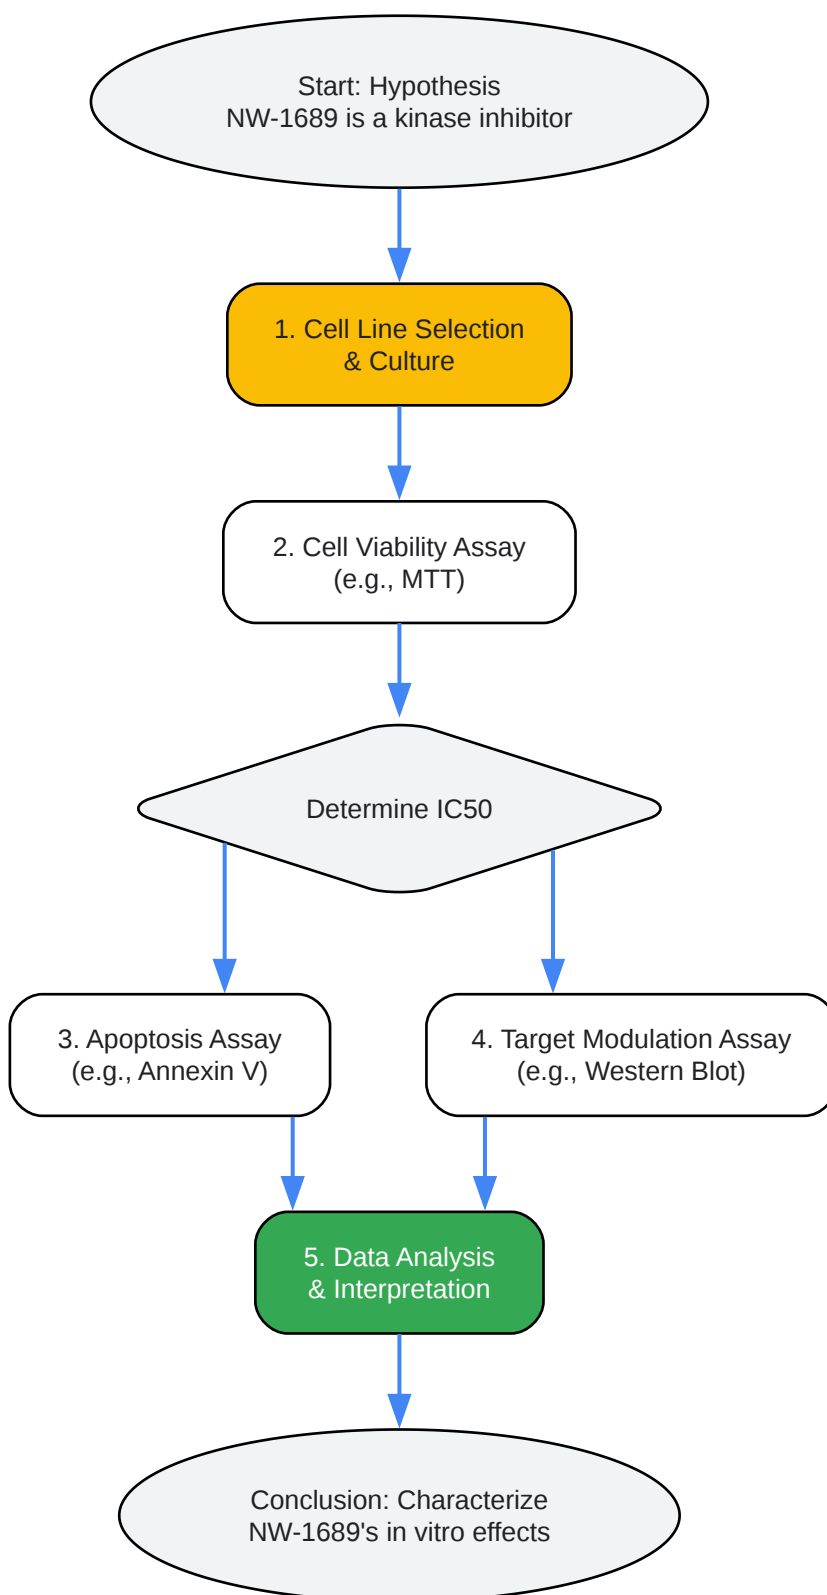 Start: Hypothesis
NW-1689 is a kinase inhibitor
1. Cell Line Selection
& Culture
2. Cell Viability Assay
(e.g., MTT)
Determine IC50
3. Apoptosis Assay
(e.g., Annexin V)
4. Target Modulation Assay
(e.g., Western Blot)
5. Data Analysis
& Interpretation
Conclusion: Characterize
NW-1689's in vitro effects